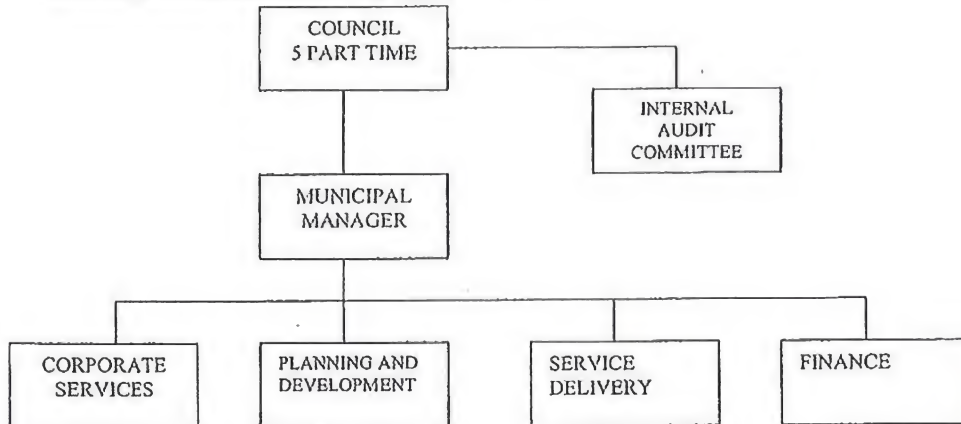 COUNCIL
5 PART TIME
INTERNAL
AUDIT
COMMITTEE
MUNICIPAL
MANAGER
CORPORATE
SERVICES
PLANNING AND
DEVELOPMENT
SERVICE
DELIVERY
FINANCE